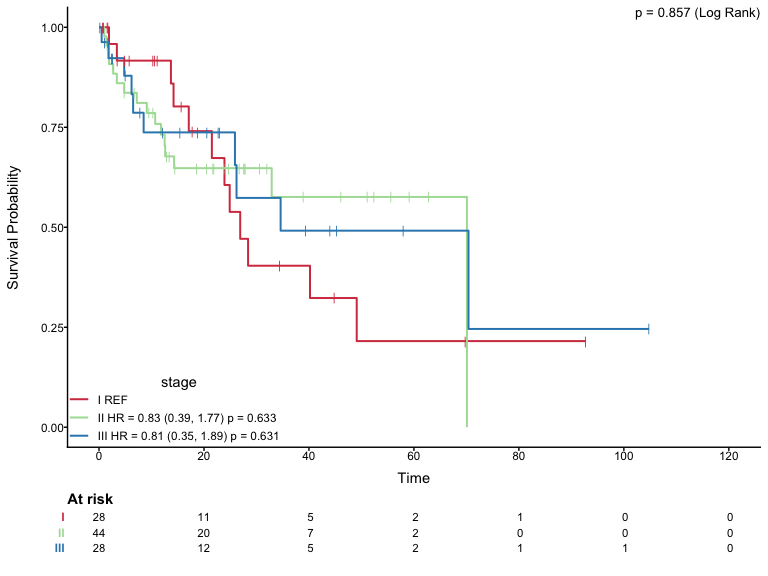 p = 0.857 (Log Rank)
1.00
0.75
0.50
0.25
0.00
Survival Probability
stage
I REF
II HR = 0.83 (0.39, 1.77) p = 0.633
III HR = 0.81 (0.35, 1.89) p = 0.631
0 20 40 60 80 100 120
Time
At risk
I 28 11 5 2 1 0 0
II 44 20 7 2 0 0 0
III 28 12 5 2 1 1 0